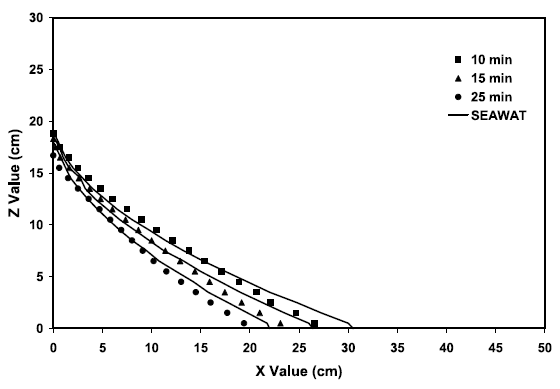 30
25
20
15
10
5
0
Z Value (cm)
10 min
15 min
25 min
SEAWAT
0 5 10 15 20 25 30 35 40 45 50
X Value (cm)